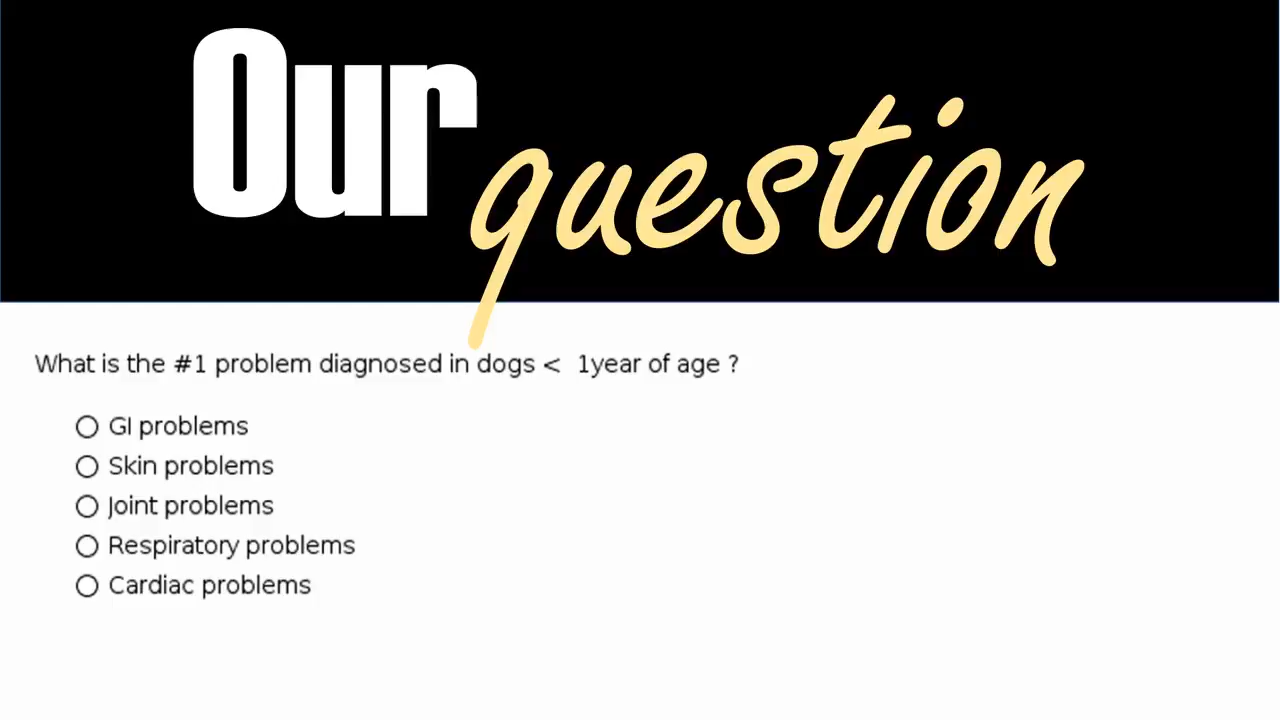 Our question
What is the #1 problem diagnosed in dogs < 1year of age ?
GI problems
Skin problems
Joint problems
Respiratory problems
Cardiac problems